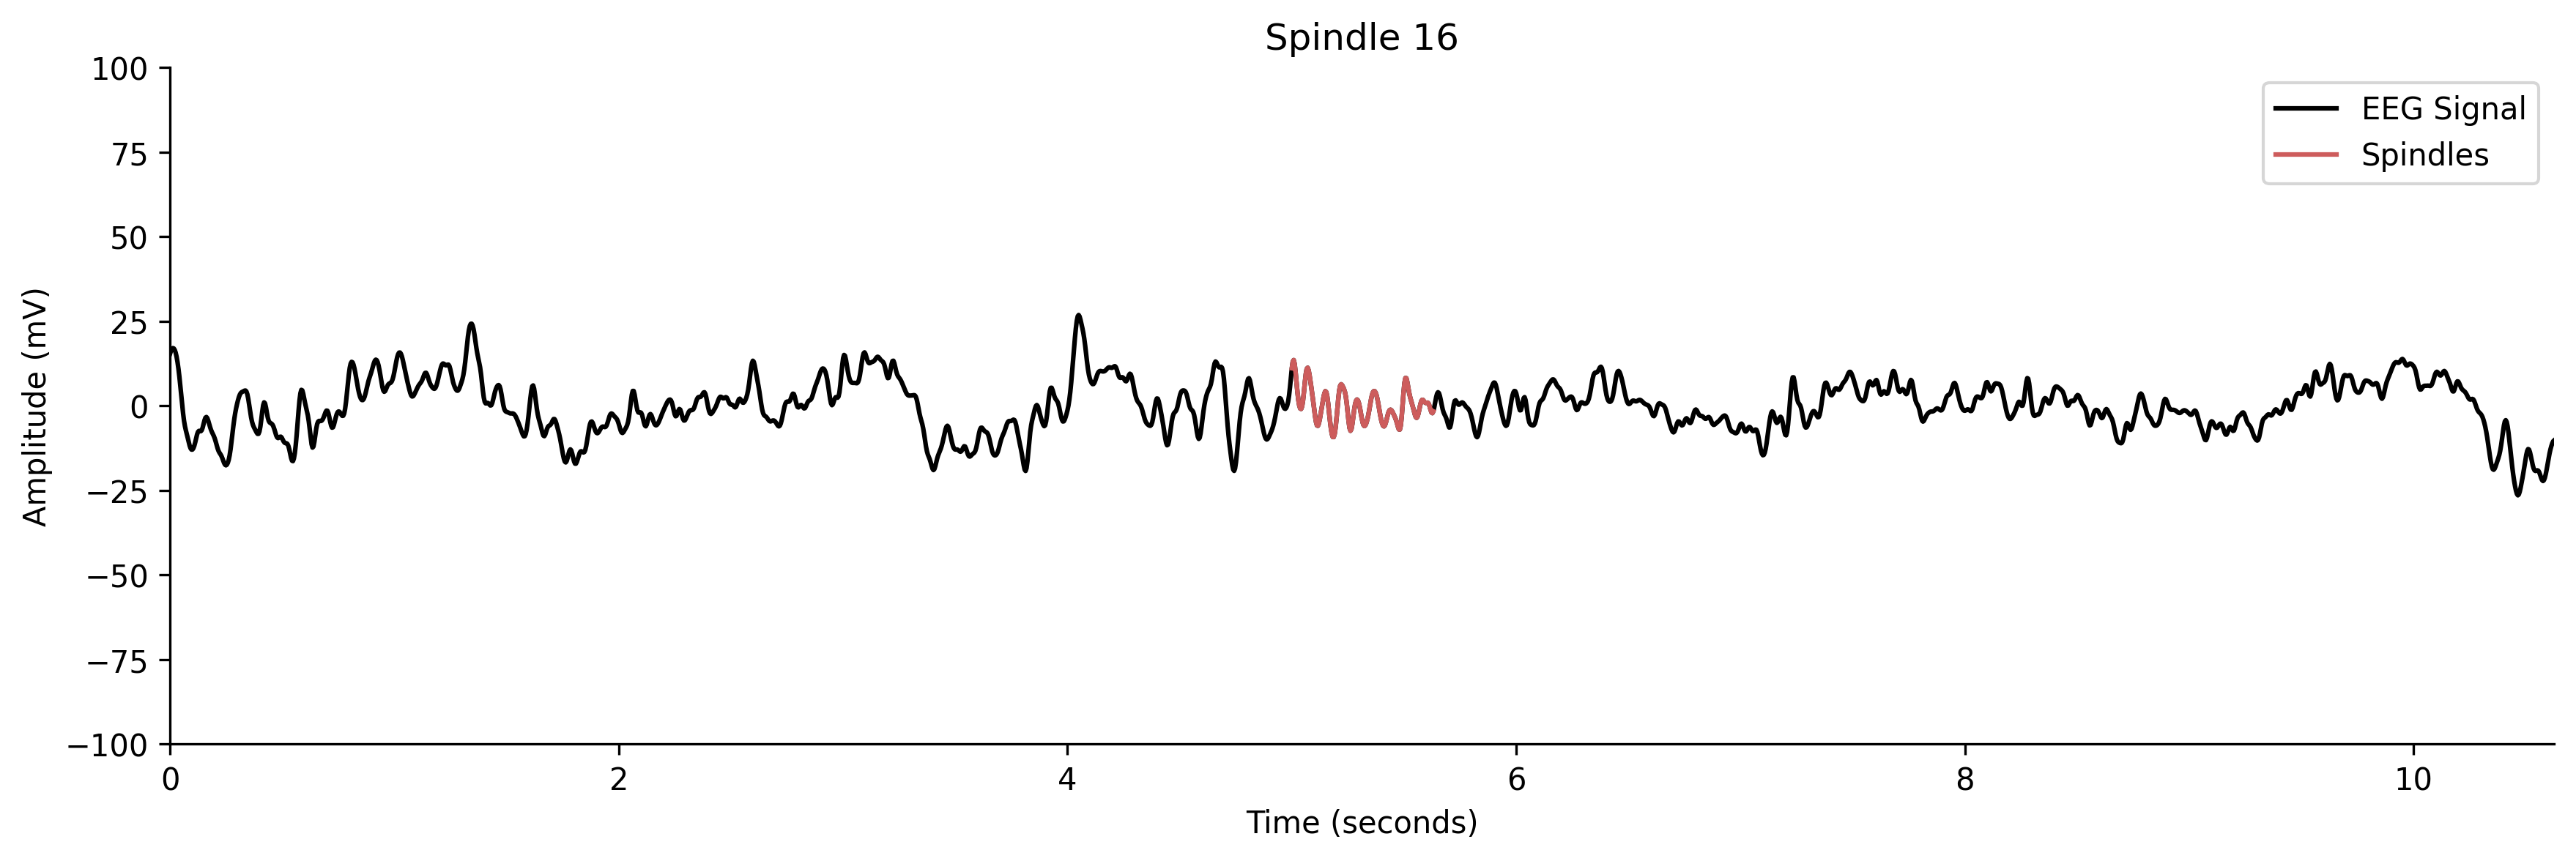 Spindle 16
100
75
50
25
0
−25
−50
−75
−100
Amplitude (mV)
EEG Signal
Spindles
0 2 4 6 8 10
Time (seconds)